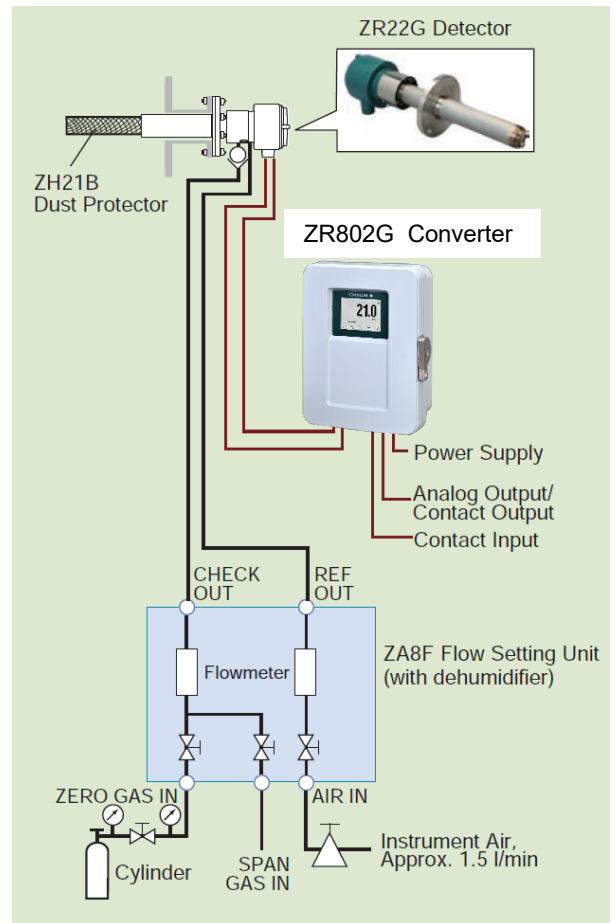 ZR22G Detector
ZH21B
Dust Protector
ZR802G Converter
YOKOGAWA
21.0
Power Supply
Analog Output/
Contact Output
Contact Input
CHECK
OUT
REF
OUT
Flowmeter
ZA8F Flow Setting Unit
(with dehumidifier)
ZERO GAS IN
AIR IN
Cylinder
SPAN
GAS IN
Instrument Air,
Approx. 1.5 l/min